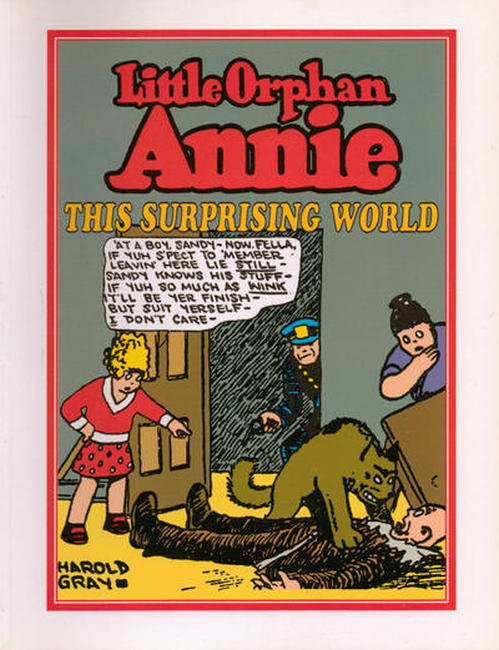 Little Orphan
Annie
THIS SURPRISING WORLD
'AT A BOY, SANDY- NOW, FELLA,
IF YUH S'PECT TO 'MEMBER
LEAVIN' HERE LIE STILL-
SANDY KNOWS HIS STUFF-
IF YUH SO MUCH AS WINK
IT'LL BE YER FINISH-
BUT SUIT YERSELF-
I DON'T CARE-
HAROLD
GRAY